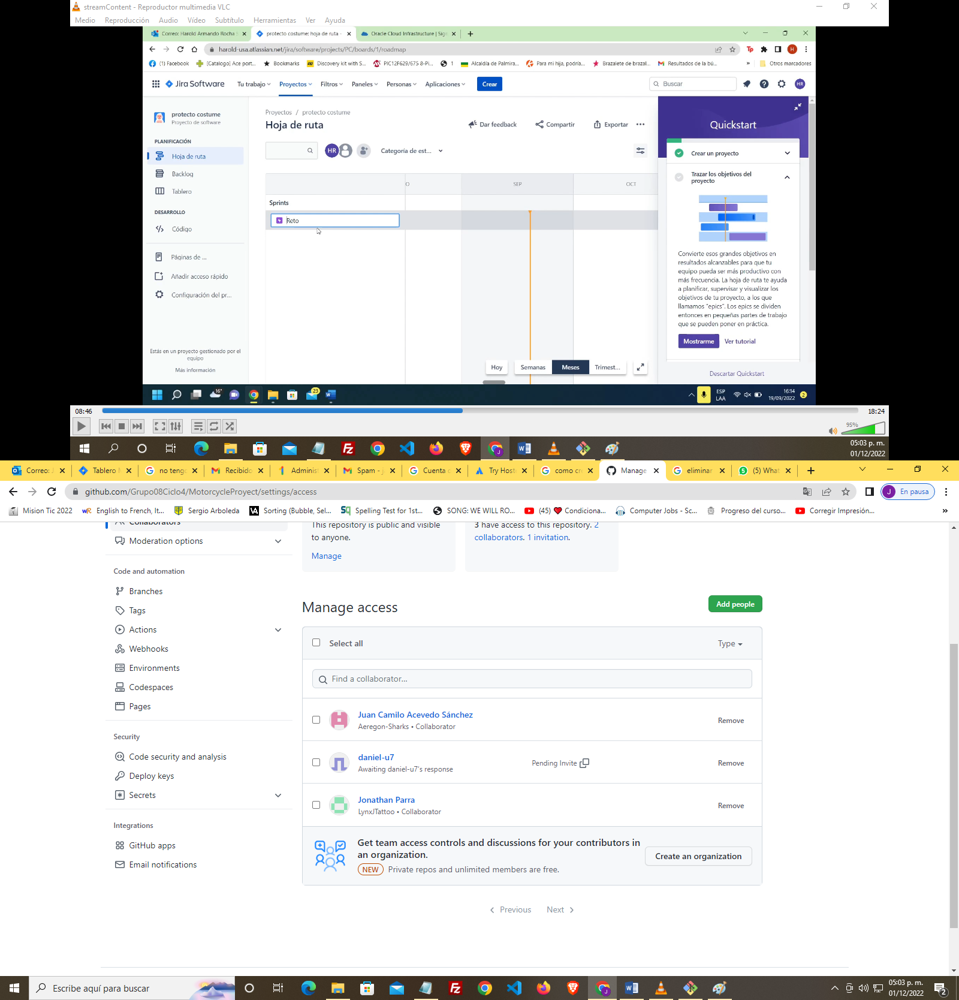 streamContent - Reproductor multimedia VLC
Medio Reproducción Audio Vídeo Subtítulo Herramientas Ver Ayuda
Correo: Harold Armando Rocha
protecto costume: hoja de ruta -
Oracle Cloud Infrastructure | Sig
harold-usa.atlassian.net/jira/software/projects/PC/boards/1/roadmap
(1) Facebook
[Catalogo] Ace port...
Bookmarks
Discovery kit with S...
PIC12F629/675 8-Pi...
1
Alcaldía de Palmira...
Para mi hija, podría...
Brazalete de brazal...
Resultados de la bú...
» Otros marcadores
Jira Software
Tu trabajo Proyectos Filtros Paneles Personas Aplicaciones Crear
Buscar
HR
protecto costume
Proyecto de software
PLANIFICACIÓN
Hoja de ruta
Backlog
Tablero
DESARROLLO
Código
Páginas de ...
Añadir acceso rápido
Configuración del pr...
Estás en un proyecto gestionado por el
equipo
Más información
Proyectos / protecto costume
Hoja de ruta
Dar feedback Compartir Exportar
HR
Categoría de est...
O SEP OCT
Sprints
Reto
Hoy Semanas Meses Trimest...
Quickstart
Crear un proyecto
Trazar los objetivos del
proyecto
Convierte esos grandes objetivos en
resultados alcanzables para que tu
equipo pueda ser más productivo con
más frecuencia. La hoja de ruta te ayuda
a planificar, supervisar y visualizar los
objetivos de tu proyecto, a los que
llamamos "epics". Los epics se dividen
entonces en pequeñas partes de trabajo
que se pueden poner en práctica.
Mostrarme Ver tutorial
Descartar Quickstart
16°
23
ESP
LAA
16:14
19/09/2022
2
08:46 18:24
95%
05:03 p. m.
01/12/2022
Correo: J
Tablero
no teng
Recibido
Administ
Spam - j
Cuenta
Try Host
como cre
Manage
eliminar
(5) What
github.com/Grupo08Ciclo4/MotorcycleProyect/settings/access
J En pausa
Mision Tic 2022
English to French, It...
Sergio Arboleda
Sorting (Bubble, Sel...
Spelling Test for 1st...
SONG: WE WILL RO...
(45) ❤ Condiciona...
Computer Jobs - Sc...
Progreso del curso...
Corregir Impresión...
»
Collaborators
Moderation options
Code and automation
Branches
Tags
Actions
Webhooks
Environments
Codespaces
Pages
Security
Code security and analysis
Deploy keys
Secrets
Integrations
GitHub apps
Email notifications
This repository is public and visible
to anyone.
Manage
3 have access to this repository. 2
collaborators. 1 invitation.
Manage access
Add people
Select all
Type
Find a collaborator...
Juan Camilo Acevedo Sánchez
Aeregon-Sharks • Collaborator
Remove
daniel-u7
Awaiting daniel-u7's response
Pending Invite
Remove
Jonathan Parra
LynxJTattoo • Collaborator
Remove
Get team access controls and discussions for your contributors in
an organization.
NEW Private repos and unlimited members are free.
Create an organization
Previous Next
Escribe aquí para buscar
05:03 p. m.
01/12/2022
2